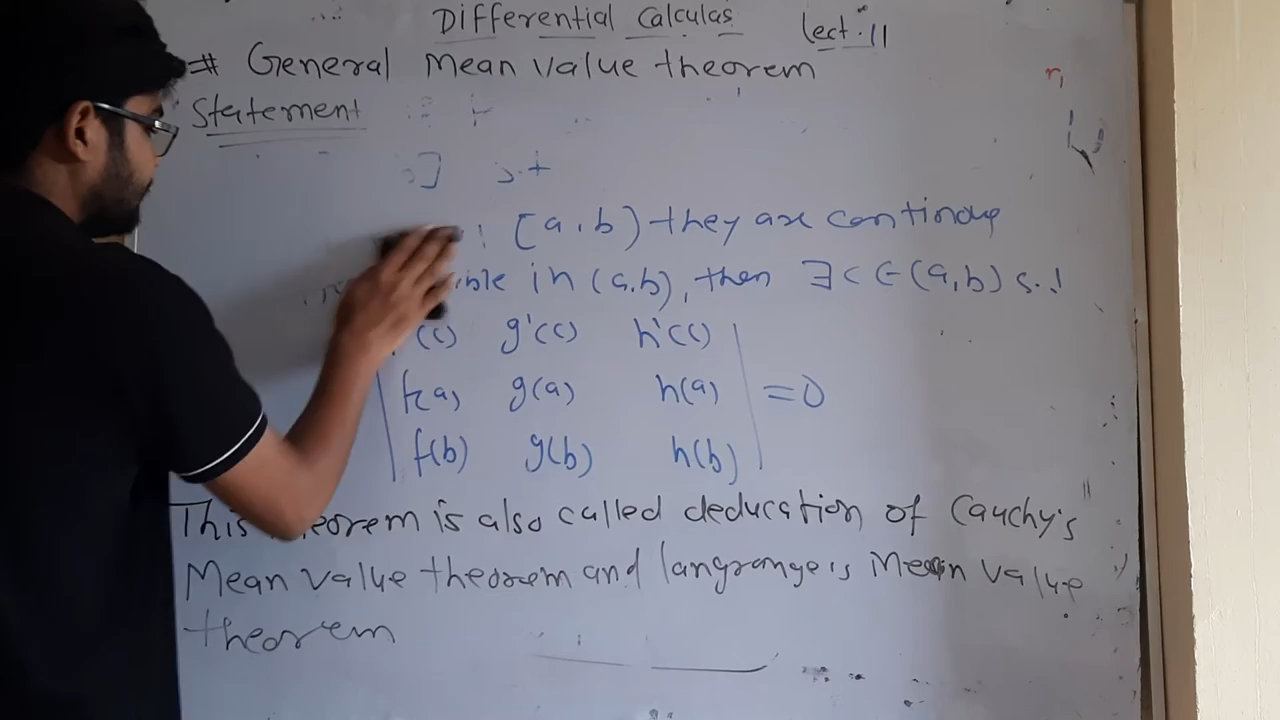 Differential Calculas Lect. 11
# General Mean value theorem
Statement
] s.t
[a, b] they are continous
in (a,b), then ∃ c ∈ (a,b) s.t
(c) g'(c) h'(c)
f(a) g(a) h(a) =0
f(b) g(b) h(b)
This is also called deducation of Cauchy's
Mean value theorem and langrange's Mean value
theorem